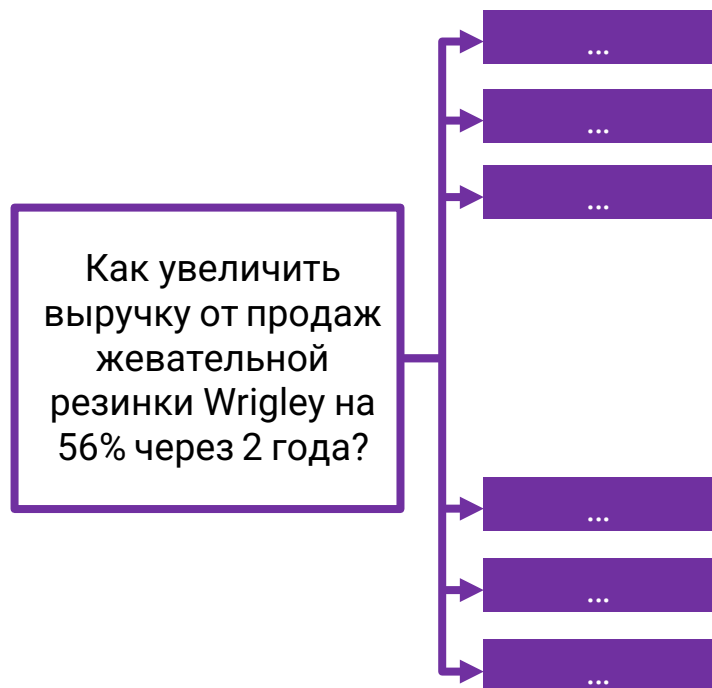 ...
...
...
Как увеличить
выручку от продаж
жевательной
резинки Wrigley на
56% через 2 года?
...
...
...